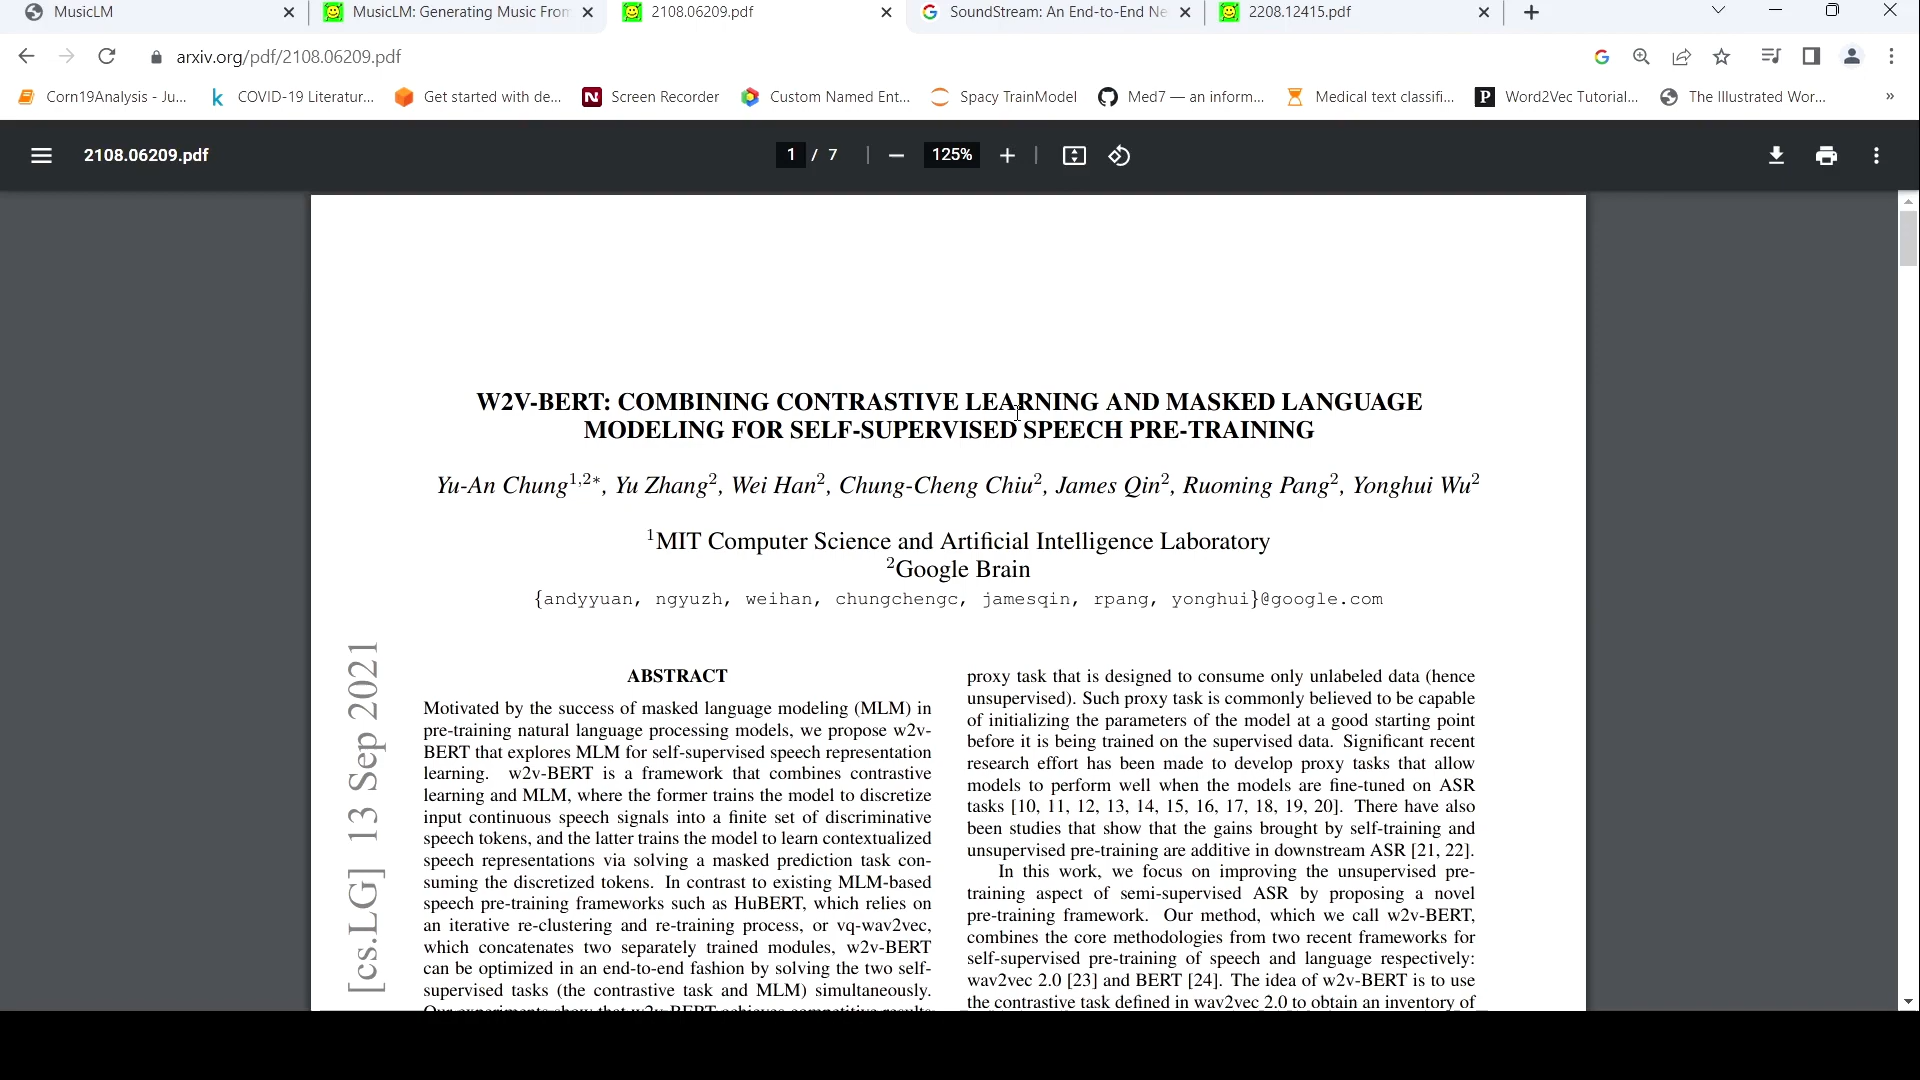 MusicLM
MusicLM: Generating Music From
2108.06209.pdf
SoundStream: An End-to-End Ne
2208.12415.pdf
arxiv.org/pdf/2108.06209.pdf
Corn19Analysis - Ju...
COVID-19 Literatur...
Get started with de...
Screen Recorder
Custom Named Ent...
Spacy TrainModel
Med7 — an inform...
Medical text classifi...
Word2Vec Tutorial...
The Illustrated Wor...
»
2108.06209.pdf
1 / 7
125%
W2V-BERT: COMBINING CONTRASTIVE LEARNING AND MASKED LANGUAGE
MODELING FOR SELF-SUPERVISED SPEECH PRE-TRAINING
Yu-An Chung1,2*, Yu Zhang2, Wei Han2, Chung-Cheng Chiu2, James Qin2, Ruoming Pang2, Yonghui Wu2
1MIT Computer Science and Artificial Intelligence Laboratory
2Google Brain
{andyyuan, ngyuzh, weihan, chungchengc, jamesqin, rpang, yonghui}@google.com
[cs.LG] 13 Sep 2021
ABSTRACT
Motivated by the success of masked language modeling (MLM) in
pre-training natural language processing models, we propose w2v-
BERT that explores MLM for self-supervised speech representation
learning. w2v-BERT is a framework that combines contrastive
learning and MLM, where the former trains the model to discretize
input continuous speech signals into a finite set of discriminative
speech tokens, and the latter trains the model to learn contextualized
speech representations via solving a masked prediction task con-
suming the discretized tokens. In contrast to existing MLM-based
speech pre-training frameworks such as HuBERT, which relies on
an iterative re-clustering and re-training process, or vq-wav2vec,
which concatenates two separately trained modules, w2v-BERT
can be optimized in an end-to-end fashion by solving the two self-
supervised tasks (the contrastive task and MLM) simultaneously.
Our experiments show that w2v-BERT achieves competitive results
proxy task that is designed to consume only unlabeled data (hence
unsupervised). Such proxy task is commonly believed to be capable
of initializing the parameters of the model at a good starting point
before it is being trained on the supervised data. Significant recent
research effort has been made to develop proxy tasks that allow
models to perform well when the models are fine-tuned on ASR
tasks [10, 11, 12, 13, 14, 15, 16, 17, 18, 19, 20]. There have also
been studies that show that the gains brought by self-training and
unsupervised pre-training are additive in downstream ASR [21, 22].
In this work, we focus on improving the unsupervised pre-
training aspect of semi-supervised ASR by proposing a novel
pre-training framework. Our method, which we call w2v-BERT,
combines the core methodologies from two recent frameworks for
self-supervised pre-training of speech and language respectively:
wav2vec 2.0 [23] and BERT [24]. The idea of w2v-BERT is to use
the contrastive task defined in wav2vec 2.0 to obtain an inventory of